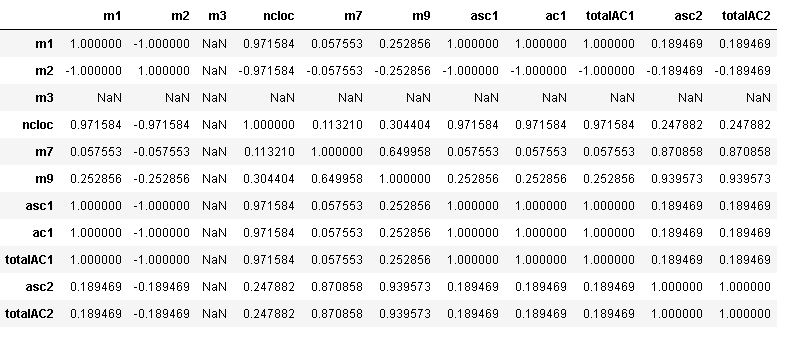 m1 m2 m3 ncloc m7 m9 asc1 ac1 totalAC1 asc2 totalAC2
m1 1.000000 -1.000000 NaN 0.971584 0.057553 0.252856 1.000000 1.000000 1.000000 0.189469 0.189469
m2 -1.000000 1.000000 NaN -0.971584 -0.057553 -0.252856 -1.000000 -1.000000 -1.000000 -0.189469 -0.189469
m3 NaN NaN NaN NaN NaN NaN NaN NaN NaN NaN NaN
ncloc 0.971584 -0.971584 NaN 1.000000 0.113210 0.304404 0.971584 0.971584 0.971584 0.247882 0.247882
m7 0.057553 -0.057553 NaN 0.113210 1.000000 0.649958 0.057553 0.057553 0.057553 0.870858 0.870858
m9 0.252856 -0.252856 NaN 0.304404 0.649958 1.000000 0.252856 0.252856 0.252856 0.939573 0.939573
asc1 1.000000 -1.000000 NaN 0.971584 0.057553 0.252856 1.000000 1.000000 1.000000 0.189469 0.189469
ac1 1.000000 -1.000000 NaN 0.971584 0.057553 0.252856 1.000000 1.000000 1.000000 0.189469 0.189469
totalAC1 1.000000 -1.000000 NaN 0.971584 0.057553 0.252856 1.000000 1.000000 1.000000 0.189469 0.189469
asc2 0.189469 -0.189469 NaN 0.247882 0.870858 0.939573 0.189469 0.189469 0.189469 1.000000 1.000000
totalAC2 0.189469 -0.189469 NaN 0.247882 0.870858 0.939573 0.189469 0.189469 0.189469 1.000000 1.000000